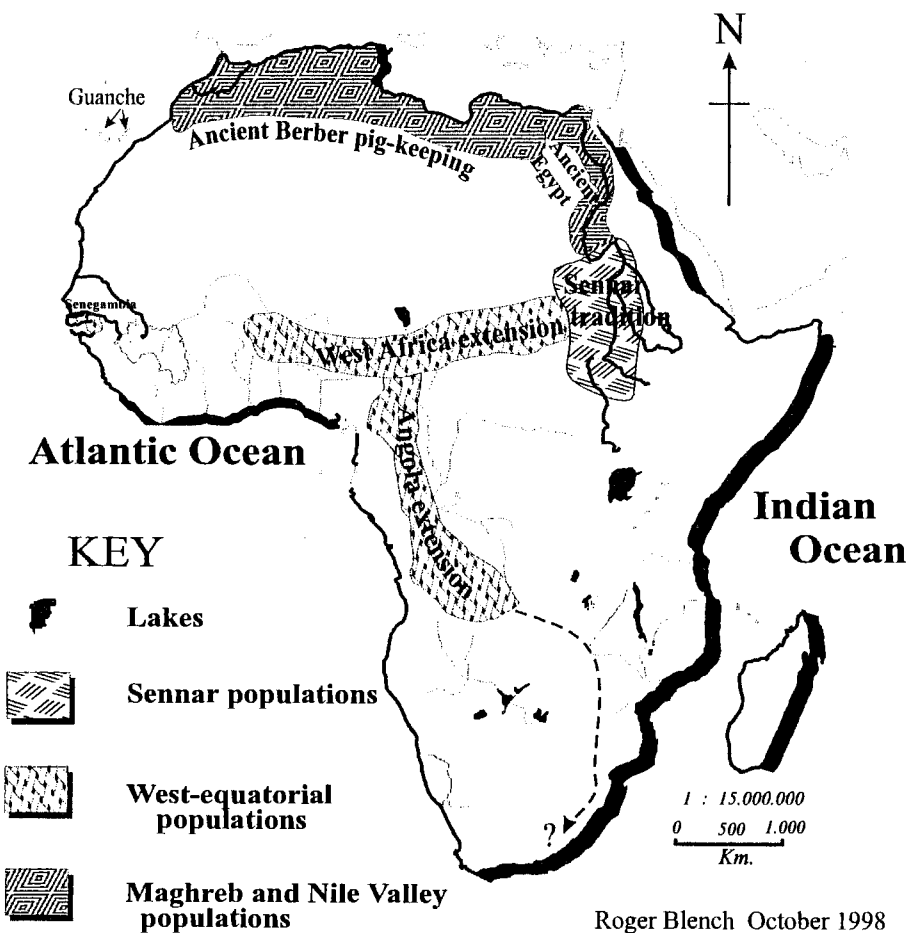 N
Guanche
Ancient Berber pig-keeping
Ancient
Egypt
Senegambia
Sennar
tradition
West Africa extension
Angola extension
Atlantic Ocean
Indian
Ocean
KEY
Lakes
Sennar populations
West-equatorial
populations
Maghreb and Nile Valley
populations
?
1 : 15.000.000
0 500 1.000
Km.
Roger Blench October 1998